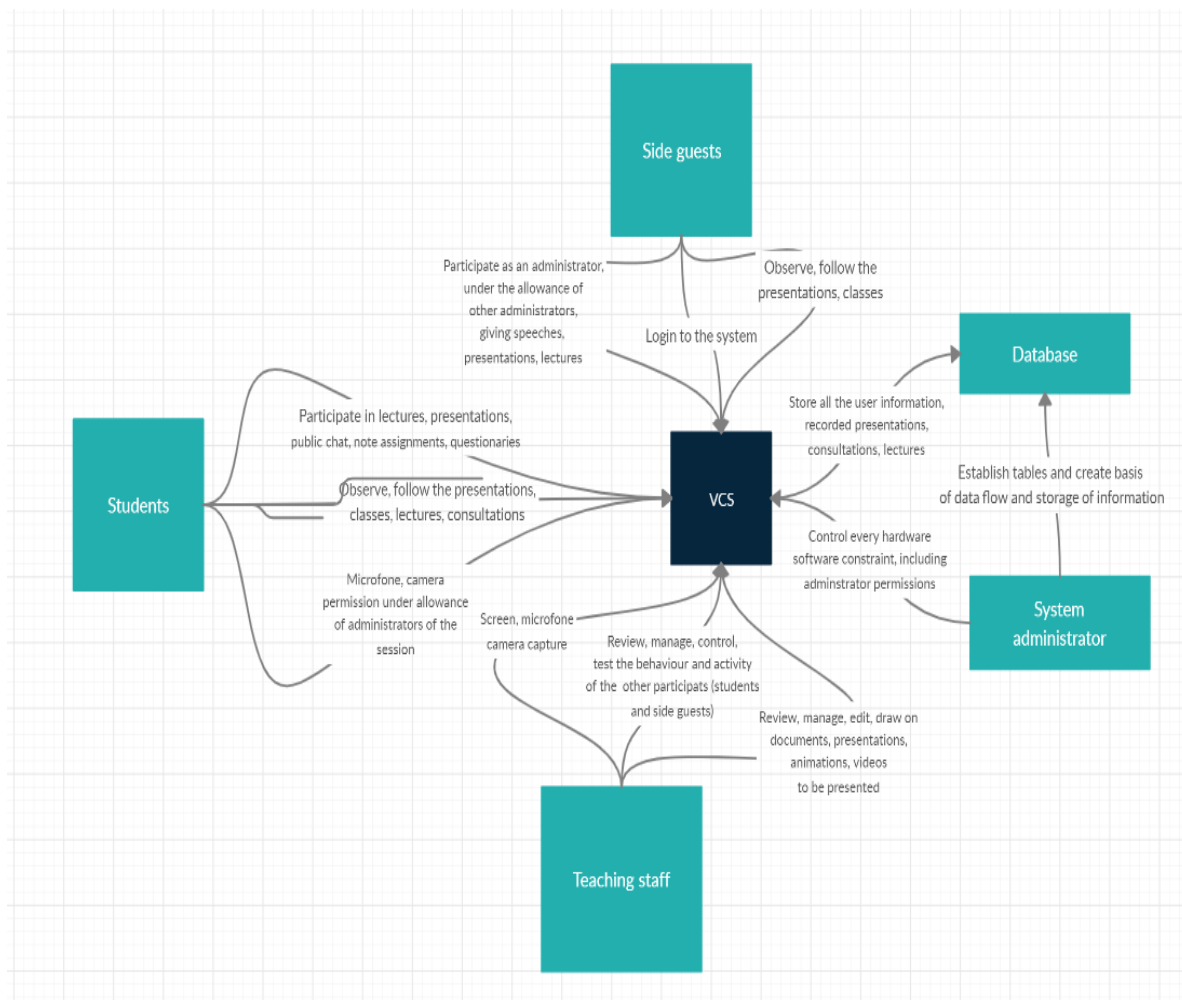 Side guests
Participate as an administrator,
under the allowance of
other administrators,
giving speeches,
presentations, lectures
Observe, follow the
presentations, classes
Login to the system
Database
Store all the user information,
recorded presentations,
consultations, lectures
Participate in lectures, presentations,
public chat, note assignments, questionaries
Students
Observe, follow the presentations,
classes, lectures, consultations
VCS
Establish tables and create basis
of data flow and storage of information
Control every hardware
software constraint, including
adminstrator permissions
Microfone, camera
permission under allowance
of administrators of the
session
System
administrator
Screen, microfone
camera capture
Review, manage, control,
test the behaviour and activity
of the other participats (students
and side guests)
Review, manage, edit, draw on
documents, presentations,
animations, videos
to be presented
Teaching staff